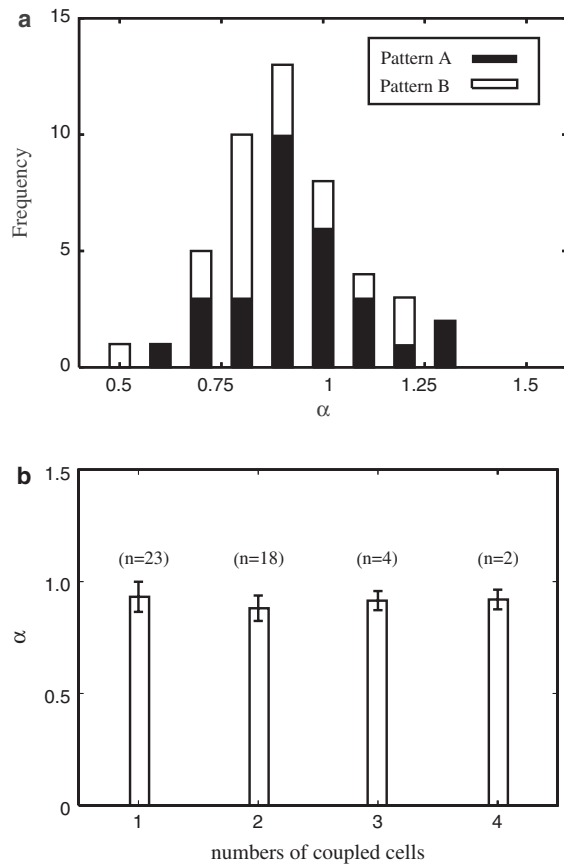 a
15
10
5
0
Frequency
Pattern A
Pattern B
0.5 0.75 1 1.25 1.5
α
b
1.5
1.0
0.5
0
α
(n=23) (n=18) (n=4) (n=2)
1 2 3 4
numbers of coupled cells